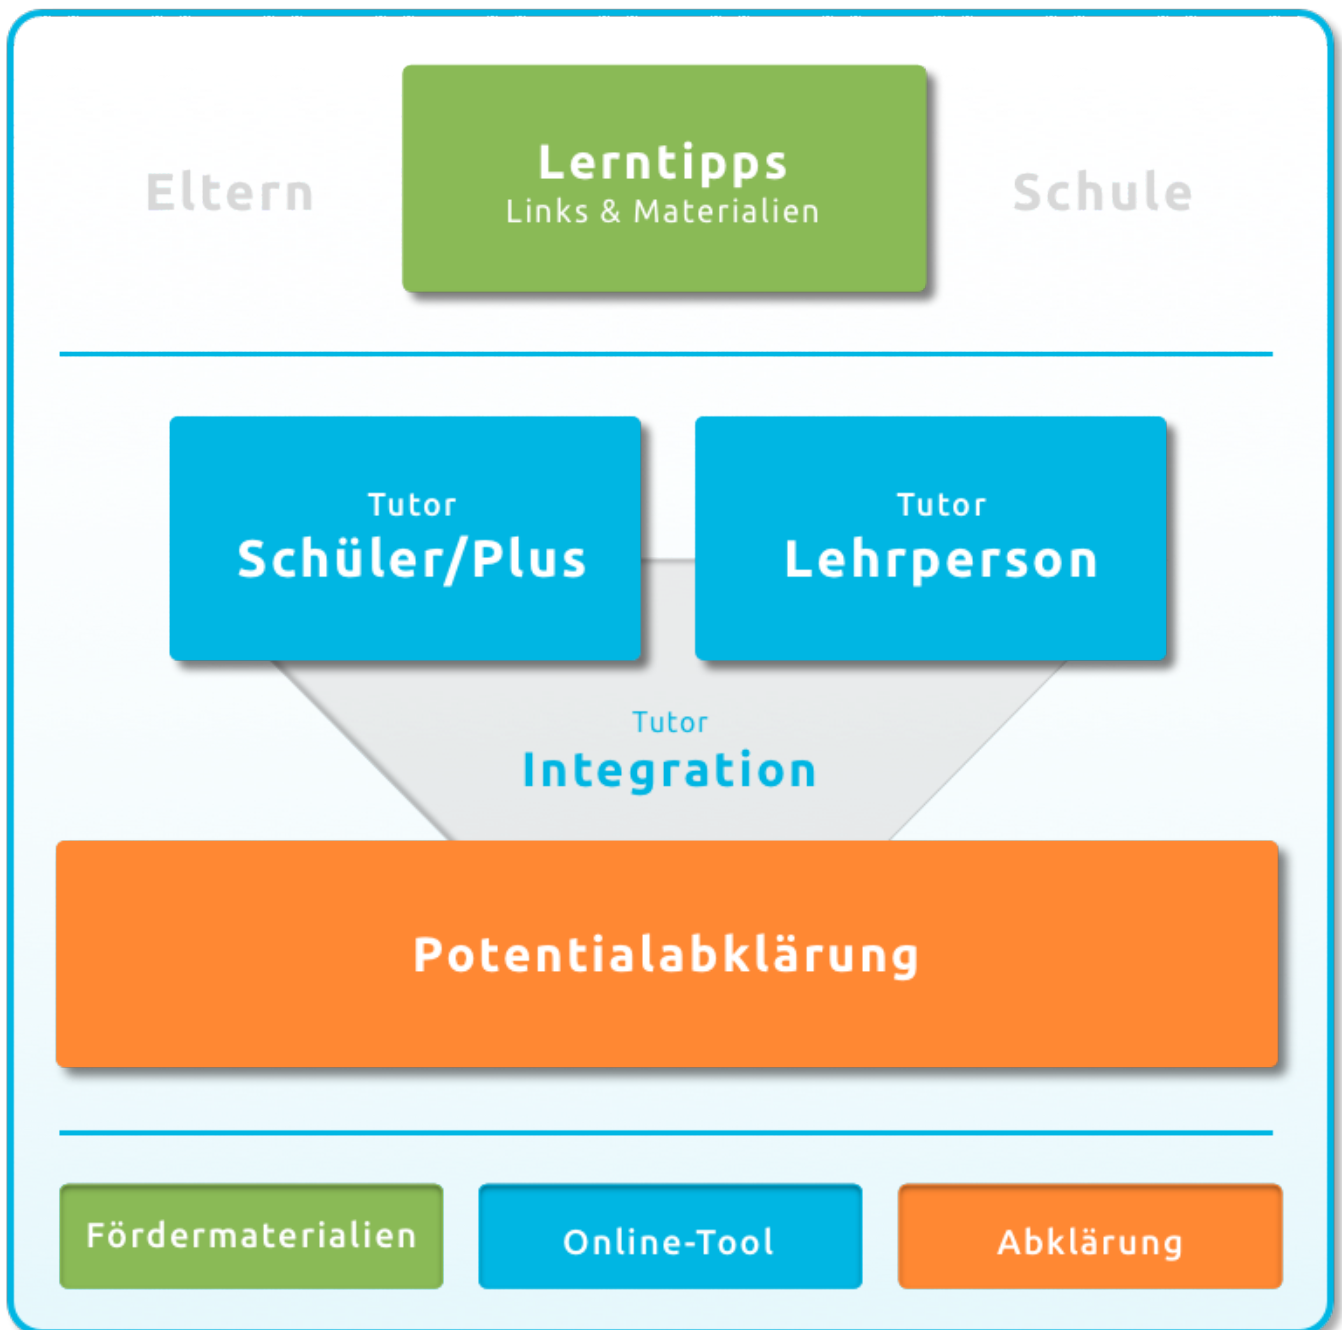 Eltern
Lerntipps
Links & Materialien
Schule
Tutor
Schüler/Plus
Tutor
Lehrperson
Tutor
Integration
Potentialabklärung
Fördermaterialien
Online-Tool
Abklärung